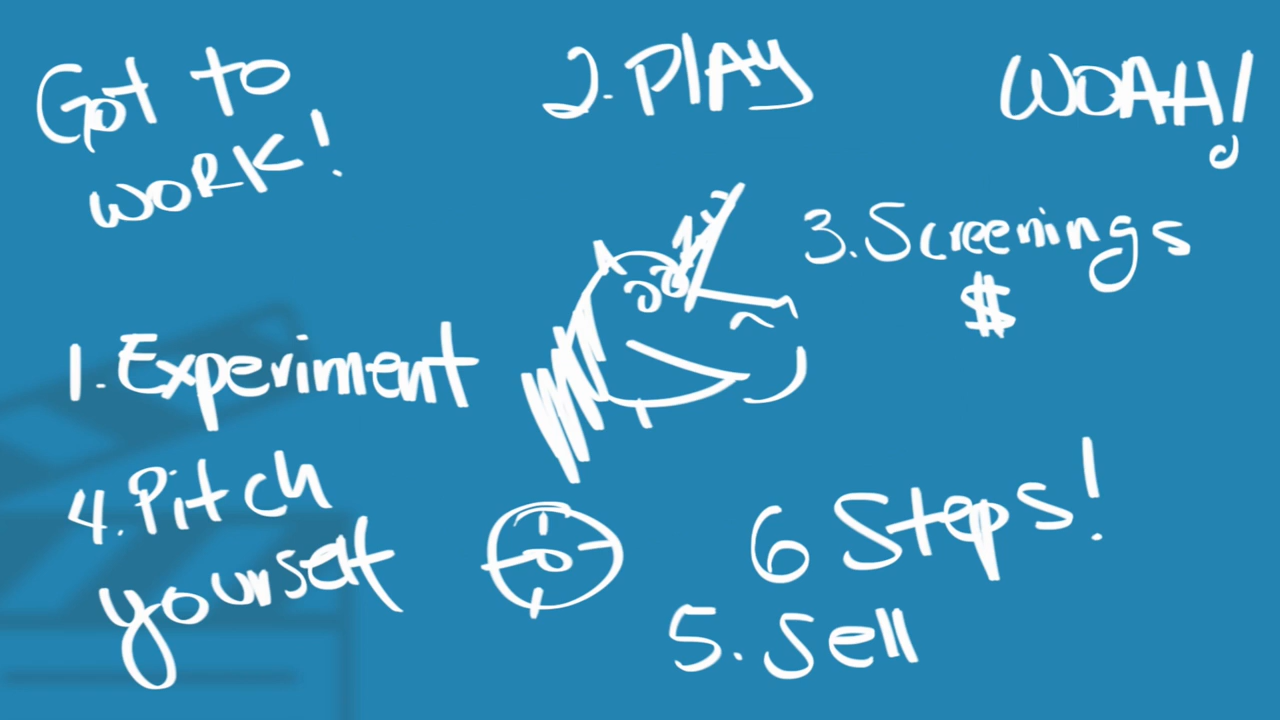 Got to
WORK!
2. PLAY
WOAH!
3. Screenings
$
1. Experiment
4. Pitch
yourself
6 Steps!
5. Sell